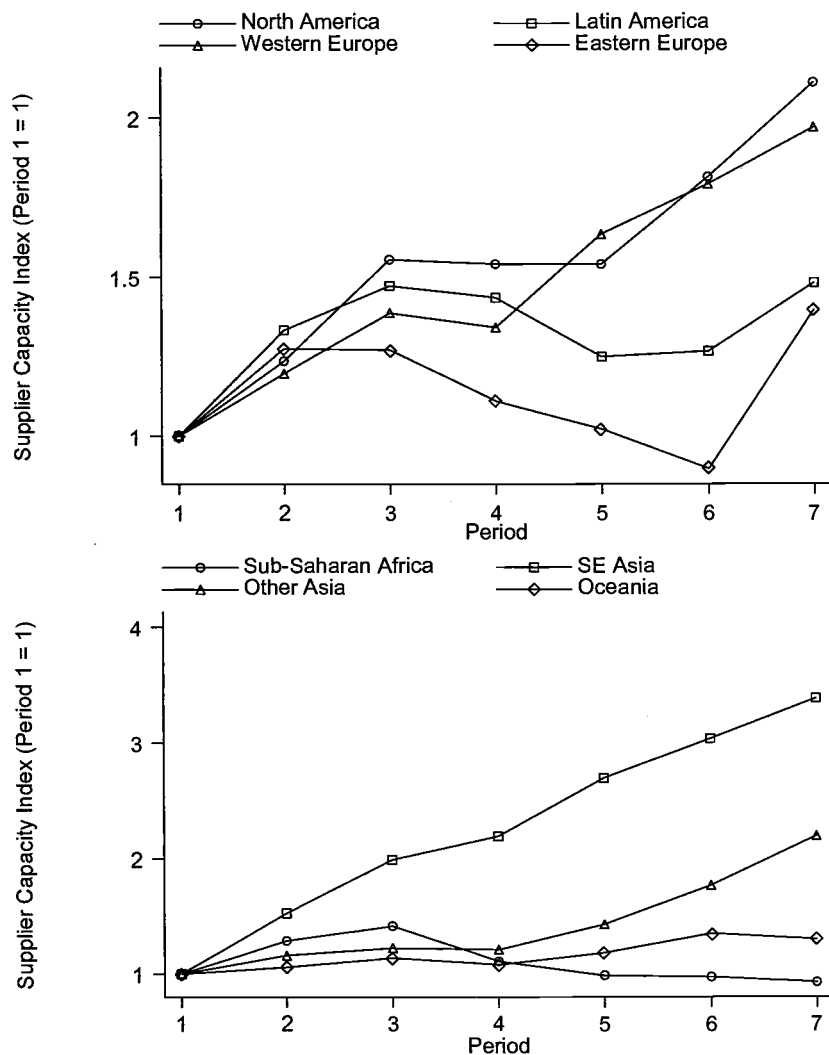 North America Latin America
Western Europe Eastern Europe
Supplier Capacity Index (Period 1 = 1)
2
1.5
1
1 2 3 4 5 6 7
Period
Sub-Saharan Africa SE Asia
Other Asia Oceania
Supplier Capacity Index (Period 1 = 1)
4
3
2
1
1 2 3 4 5 6 7
Period